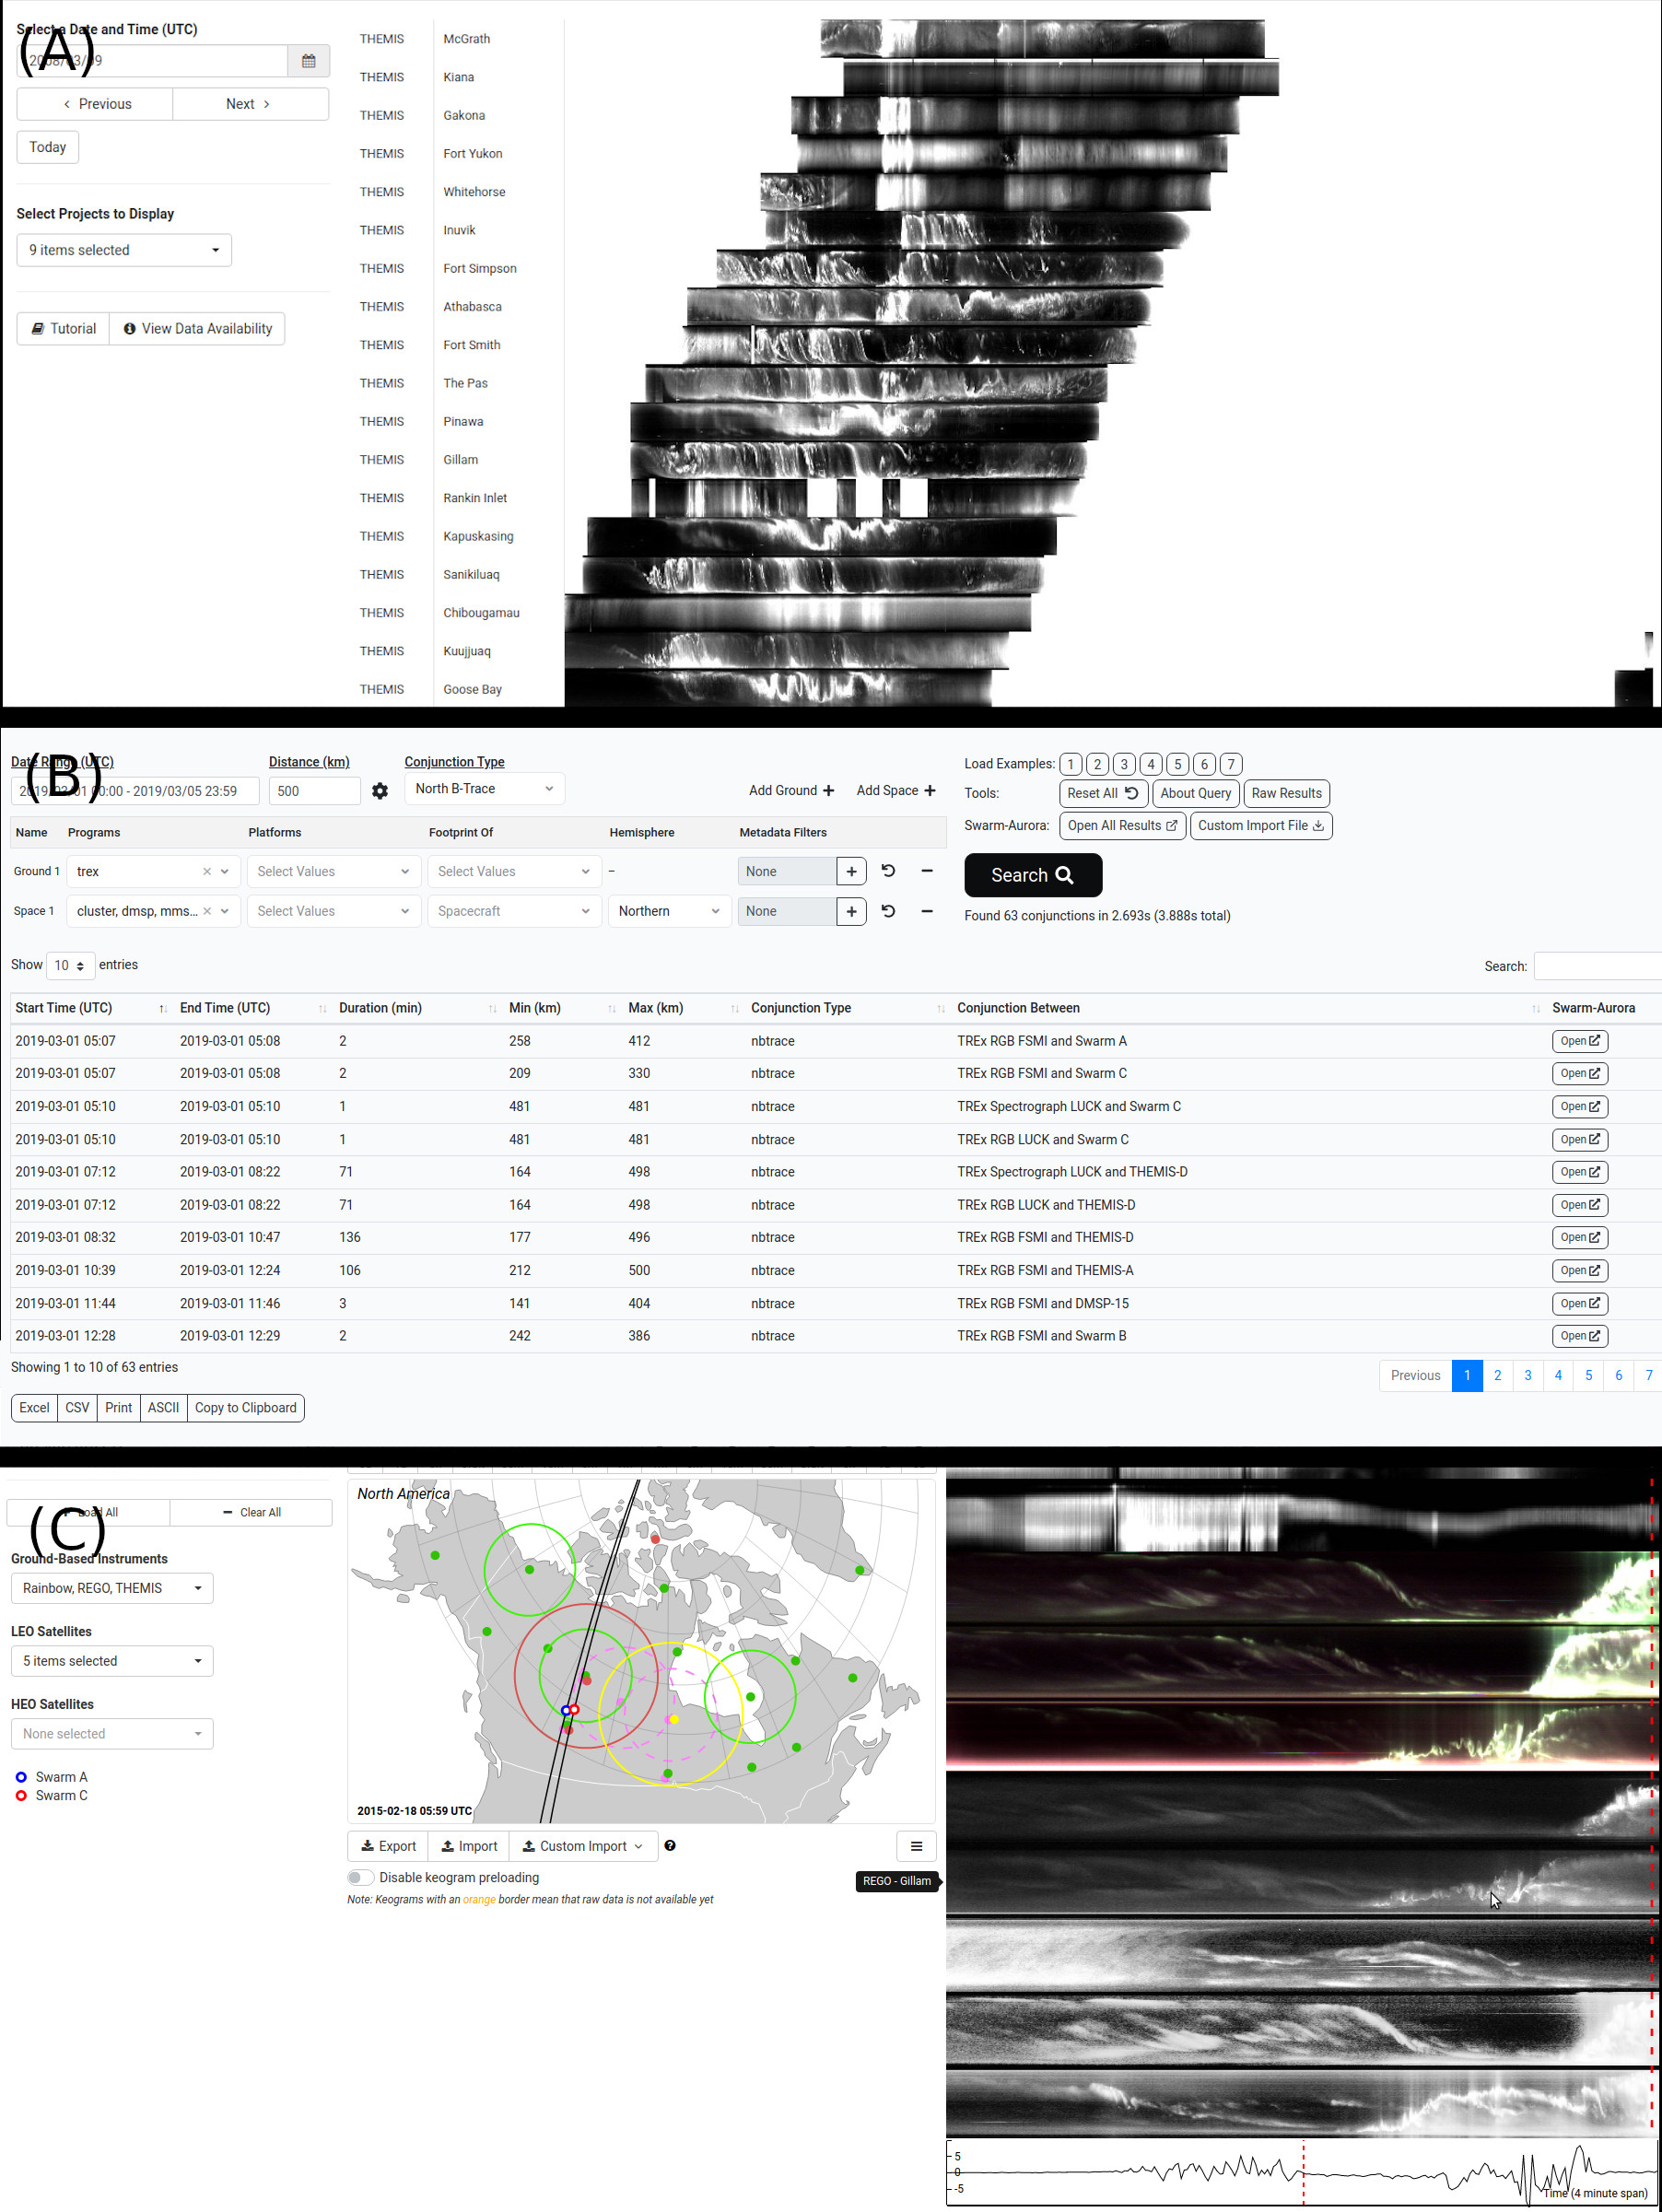 (A)
Select a Date and Time (UTC)
2008/03/09
Previous Next
Today
Select Projects to Display
9 items selected
Tutorial View Data Availability
THEMIS McGrath
THEMIS Kiana
THEMIS Gakona
THEMIS Fort Yukon
THEMIS Whitehorse
THEMIS Inuvik
THEMIS Fort Simpson
THEMIS Athabasca
THEMIS Fort Smith
THEMIS The Pas
THEMIS Pinawa
THEMIS Gillam
THEMIS Rankin Inlet
THEMIS Kapuskasing
THEMIS Sanikiluaq
THEMIS Chibougamau
THEMIS Kuujjuaq
THEMIS Goose Bay
(B)
Date Range (UTC) Distance (km) Conjunction Type
2019/03/01 00:00 - 2019/03/05 23:59 500 North B-Trace Add Ground + Add Space +
Load Examples: 1 2 3 4 5 6 7
Tools: Reset All About Query Raw Results
Swarm-Aurora: Open All Results Custom Import File
Name Programs Platforms Footprint Of Hemisphere Metadata Filters
Ground 1 trex × Select Values Select Values – None + −
Space 1 cluster, dmsp, mms... × Select Values Spacecraft Northern None + −
Search
Found 63 conjunctions in 2.693s (3.888s total)
Show 10 entries Search:
Start Time (UTC) End Time (UTC) Duration (min) Min (km) Max (km) Conjunction Type Conjunction Between Swarm-Aurora
2019-03-01 05:07 2019-03-01 05:08 2 258 412 nbtrace TREx RGB FSMI and Swarm A Open
2019-03-01 05:07 2019-03-01 05:08 2 209 330 nbtrace TREx RGB FSMI and Swarm C Open
2019-03-01 05:10 2019-03-01 05:10 1 481 481 nbtrace TREx Spectrograph LUCK and Swarm C Open
2019-03-01 05:10 2019-03-01 05:10 1 481 481 nbtrace TREx RGB LUCK and Swarm C Open
2019-03-01 07:12 2019-03-01 08:22 71 164 498 nbtrace TREx Spectrograph LUCK and THEMIS-D Open
2019-03-01 07:12 2019-03-01 08:22 71 164 498 nbtrace TREx RGB LUCK and THEMIS-D Open
2019-03-01 08:32 2019-03-01 10:47 136 177 496 nbtrace TREx RGB FSMI and THEMIS-D Open
2019-03-01 10:39 2019-03-01 12:24 106 212 500 nbtrace TREx RGB FSMI and THEMIS-A Open
2019-03-01 11:44 2019-03-01 11:46 3 141 404 nbtrace TREx RGB FSMI and DMSP-15 Open
2019-03-01 12:28 2019-03-01 12:29 2 242 386 nbtrace TREx RGB FSMI and Swarm B Open
Showing 1 to 10 of 63 entries
Previous 1 2 3 4 5 6 7
Excel CSV Print ASCII Copy to Clipboard
(C)
Load All − Clear All
Ground-Based Instruments
Rainbow, REGO, THEMIS
LEO Satellites
5 items selected
HEO Satellites
None selected
Swarm A
Swarm C
North America
2015-02-18 05:59 UTC
Export Import Custom Import
Disable keogram preloading
Note: Keograms with an orange border mean that raw data is not available yet
REGO - Gillam
5
0
-5
Time (4 minute span)